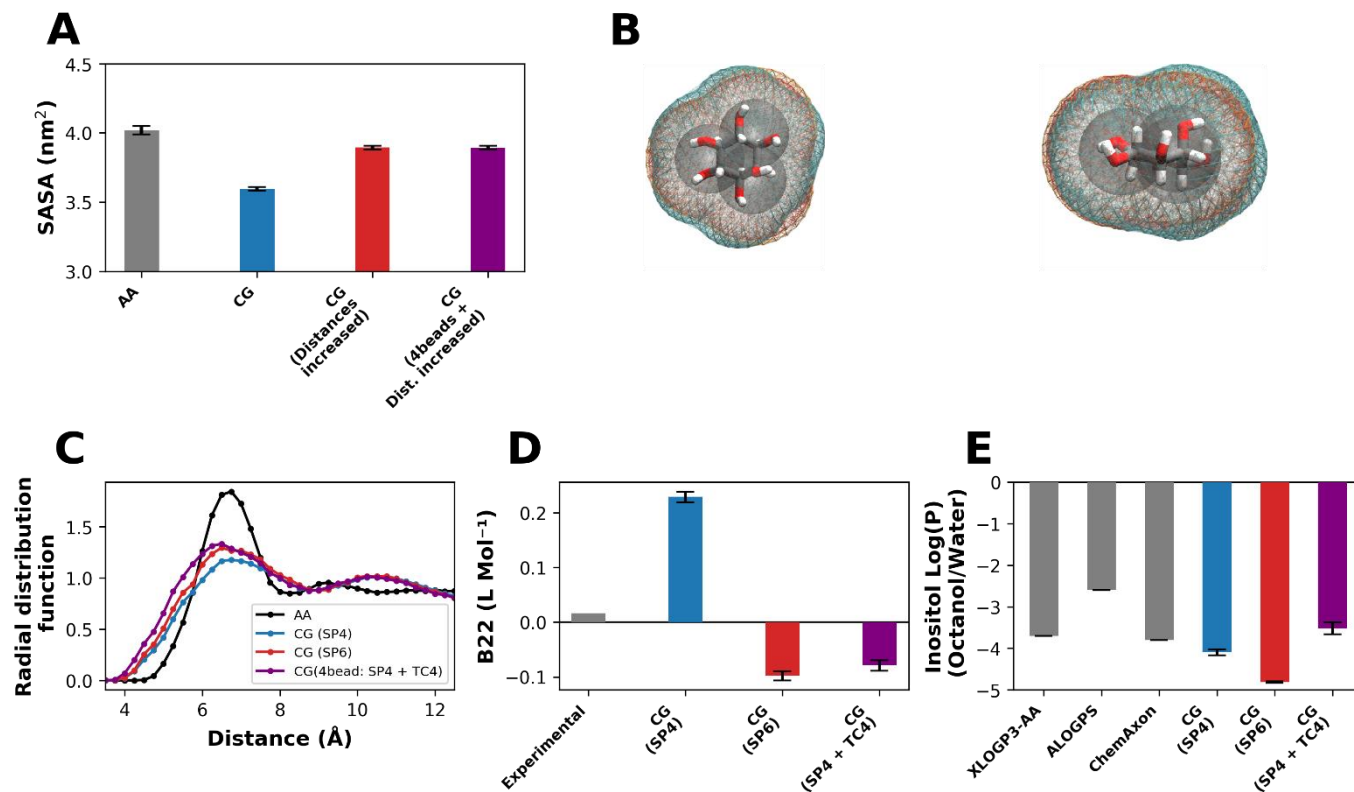 A
B
SASA (nm²)
4.5
4.0
3.5
3.0
AA
CG
CG
(Distances
increased)
CG
(4beads +
Dist. increased)
C
Radial distribution
function
1.5
1.0
0.5
0.0
AA
CG (SP4)
CG (SP6)
CG(4bead: SP4 + TC4)
4
6
8
10
12
Distance (Å)
D
B22 (L Mol⁻¹)
0.2
0.1
0.0
−0.1
Experimental
CG
(SP4)
CG
(SP6)
CG
(SP4 + TC4)
E
Inositol Log(P)
(Octanol/Water)
0
−1
−2
−3
−4
−5
XLOGP3-AA
ALOGPS
ChemAxon
CG
(SP4)
CG
(SP6)
CG
(SP4 + TC4)